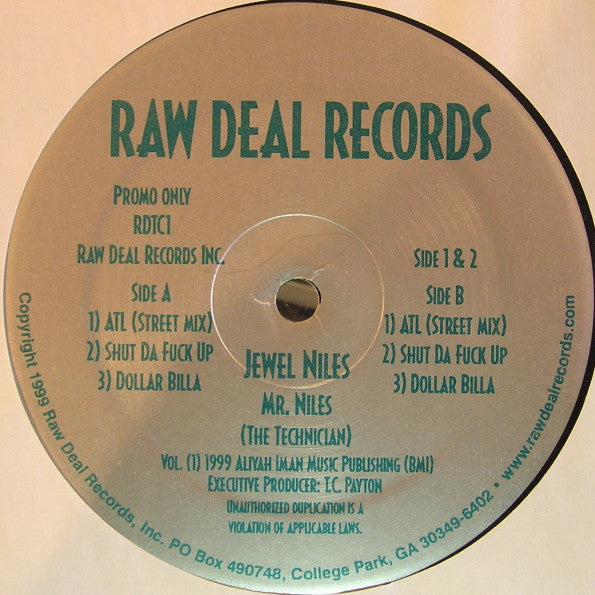 RAW DEAL RECORDS
PROMO ONLY
RDTC1
RAW DEAL RECORDS INC.
SIDE A
1) ATL (STREET MIX)
2) SHUT DA FUCK UP
3) DOLLAR BILLA
SIDE 1 & 2
SIDE B
1) ATL (STREET MIX)
2) SHUT DA FUCK UP
3) DOLLAR BILLA
JEWEL NILES
MR. NILES
(THE TECHNICIAN)
VOL. (1) 1999 ALIYAH IMAN MUSIC PUBLISHING (BMI)
EXECUTIVE PRODUCER: T.C. PAYTON
UNAUTHORIZED DUPLICATION IS A
VIOLATION OF APPLICABLE LAWS.
Copyright 1999 Raw Deal Records, Inc. PO Box 490748, College Park, GA 30349-6402 • www.rawdealrecords.com